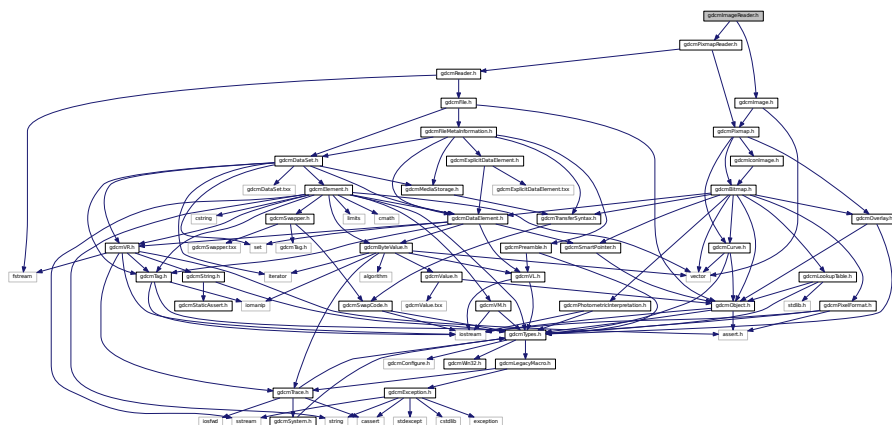 gdcmImageReader.h
gdcmPixmapReader.h
gdcmReader.h
gdcmFile.h
gdcmImage.h
gdcmFileMetaInformation.h
gdcmPixmap.h
gdcmDataSet.h
gdcmExplicitDataElement.h
gdcmIconImage.h
gdcmDataSet.txx
gdcmElement.h
gdcmMediaStorage.h
gdcmExplicitDataElement.txx
gdcmBitmap.h
cstring
gdcmSwapper.h
limits
cmath
gdcmDataElement.h
gdcmTransferSyntax.h
gdcmOverlay.h
gdcmVR.h
gdcmSwapper.txx
set
gdcmTag.h
gdcmByteValue.h
gdcmPreamble.h
gdcmSmartPointer.h
gdcmCurve.h
fstream
gdcmTag.h
gdcmString.h
iterator
algorithm
gdcmValue.h
gdcmVL.h
vector
gdcmLookupTable.h
gdcmStaticAssert.h
iomanip
gdcmSwapCode.h
gdcmValue.txx
gdcmVM.h
gdcmPhotometricInterpretation.h
gdcmObject.h
stdlib.h
gdcmPixelFormat.h
iostream
gdcmTypes.h
assert.h
gdcmConfigure.h
gdcmWin32.h
gdcmLegacyMacro.h
gdcmTrace.h
gdcmException.h
iosfwd
sstream
gdcmSystem.h
string
cassert
stdexcept
cstdlib
exception